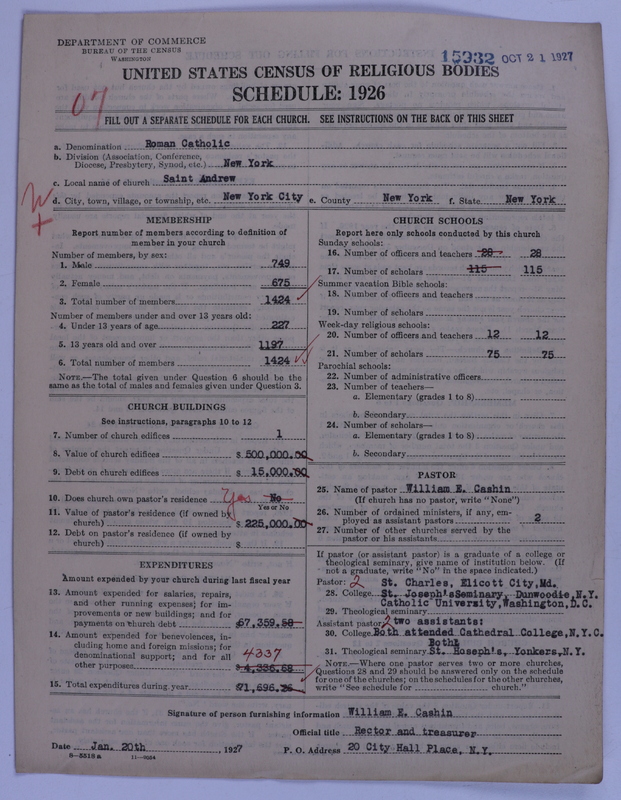 DEPARTMENT OF COMMERCE
BUREAU OF THE CENSUS
WASHINGTON
15932 OCT 21 1927
UNITED STATES CENSUS OF RELIGIOUS BODIES
SCHEDULE: 1926
07
FILL OUT A SEPARATE SCHEDULE FOR EACH CHURCH. SEE INSTRUCTIONS ON THE BACK OF THIS SHEET
a. Denomination Roman Catholic
b. Division (Association, Conference,
Diocese, Presbytery, Synod, etc.) New York
c. Local name of church Saint Andrew
d. City, town, village, or township, etc. New York City e. County New York f. State New York
MEMBERSHIP
Report number of members according to definition of
member in your church
Number of members, by sex:
1. Male 749
2. Female 675
3. Total number of members 1424
Number of members under and over 13 years old:
4. Under 13 years of age 227
5. 13 years old and over 1197
6. Total number of members 1424
NOTE.—The total given under Question 6 should be the
same as the total of males and females given under Question 3.
CHURCH BUILDINGS
See instructions, paragraphs 10 to 12
7. Number of church edifices 1
8. Value of church edifices $ 500,000.00
9. Debt on church edifices $ 15,000.00
10. Does church own pastor's residence Yes No
Yes or No
11. Value of pastor's residence (if owned by
church) $ 225,000.00
12. Debt on pastor's residence (if owned by
church) $
EXPENDITURES
Amount expended by your church during last fiscal year
13. Amount expended for salaries, repairs,
and other running expenses; for im-
provements or new buildings; and for
payments on church debt 67,359.58
14. Amount expended for benevolences, in-
cluding home and foreign missions; for
denominational support; and for all
other purposes 4337
$ 4,336.68
15. Total expenditures during year $71,696.26
CHURCH SCHOOLS
Report here only schools conducted by this church
Sunday schools:
16. Number of officers and teachers 28 28
17. Number of scholars 115 115
Summer vacation Bible schools:
18. Number of officers and teachers
19. Number of scholars
Week-day religious schools:
20. Number of officers and teachers 12 12
21. Number of scholars 75 75
Parochial schools:
22. Number of administrative officers
23. Number of teachers—
a. Elementary (grades 1 to 8)
b. Secondary
24. Number of scholars—
a. Elementary (grades 1 to 8)
b. Secondary
PASTOR
25. Name of pastor William E. Cashin
(If church has no pastor, write "None")
26. Number of ordained ministers, if any, em-
ployed as assistant pastors 2
27. Number of other churches served by the
pastor or his assistants
If pastor (or assistant pastor) is a graduate of a college or
theological seminary, give name of institution below. (If
not a graduate, write "No" in the space indicated.)
Pastor: 2 St. Charles, Elicott City, Md.
28. College St. Joseph'sSeminary, Dunwoodie, N.Y.
Catholic University, Washington, D.C.
29. Theological seminary
Assistant pastor 2 two assistants:
30. College Both attended Cathedral College, N.Y.C.
Both
31. Theological seminary St. Hoseph's, Yonkers, N.Y.
NOTE.—Where one pastor serves two or more churches,
Questions 28 and 29 should be answered only on the schedule
for one of the churches; on the schedules for the other churches,
write "See schedule for church."
Signature of person furnishing information William E. Cashin
Official title Rector and treasurer
Date Jan. 20th, 1927 P. O. Address 20 City Hall Place, N.Y.
8—5518a 11—9054